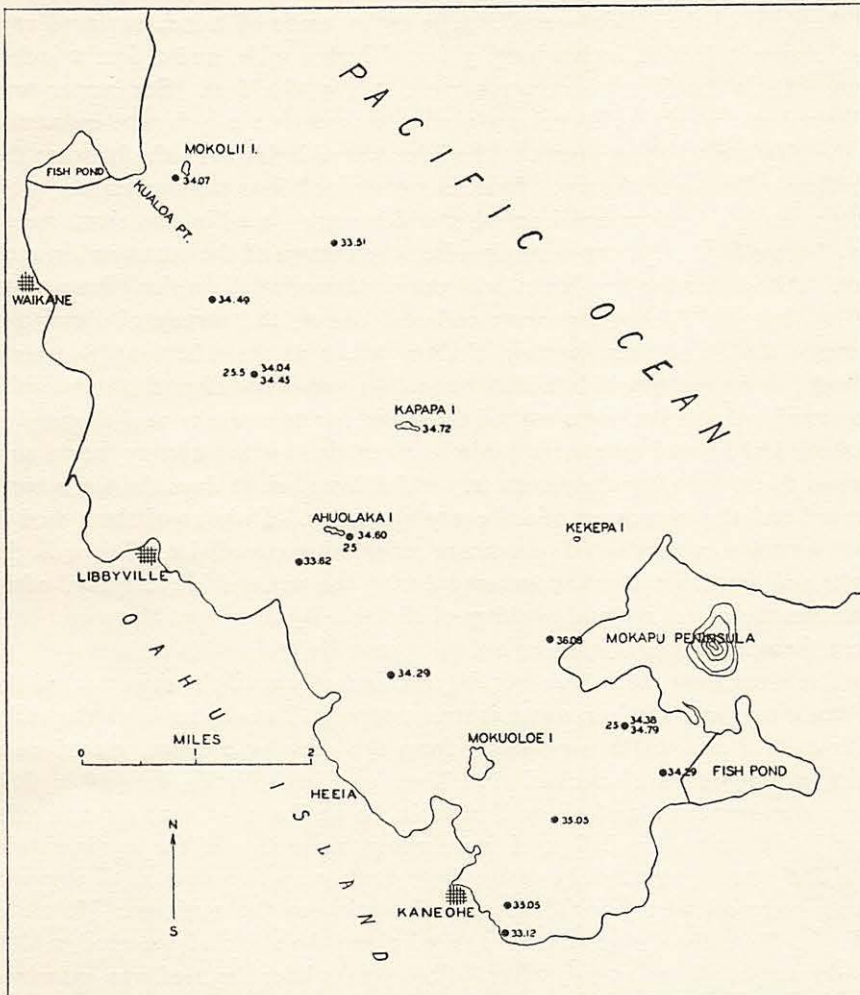 PACIFIC OCEAN
MOKOLII I.
FISH POND
34.07
KUALOA PT.
33.51
WAIKANE
34.49
25.5 34.04
34.45
KAPAPA I
34.72
AHUOLAKA I
34.60
25
KEKEPA I
33.62
LIBBYVILLE
OAHU ISLAND
36.08
MOKAPU PENINSULA
34.29
0 MILES 2
25 34.38
34.79
MOKUOLOE I
34.29
FISH POND
HEEIA
35.05
N
S
KANEOHE
35.05
33.12